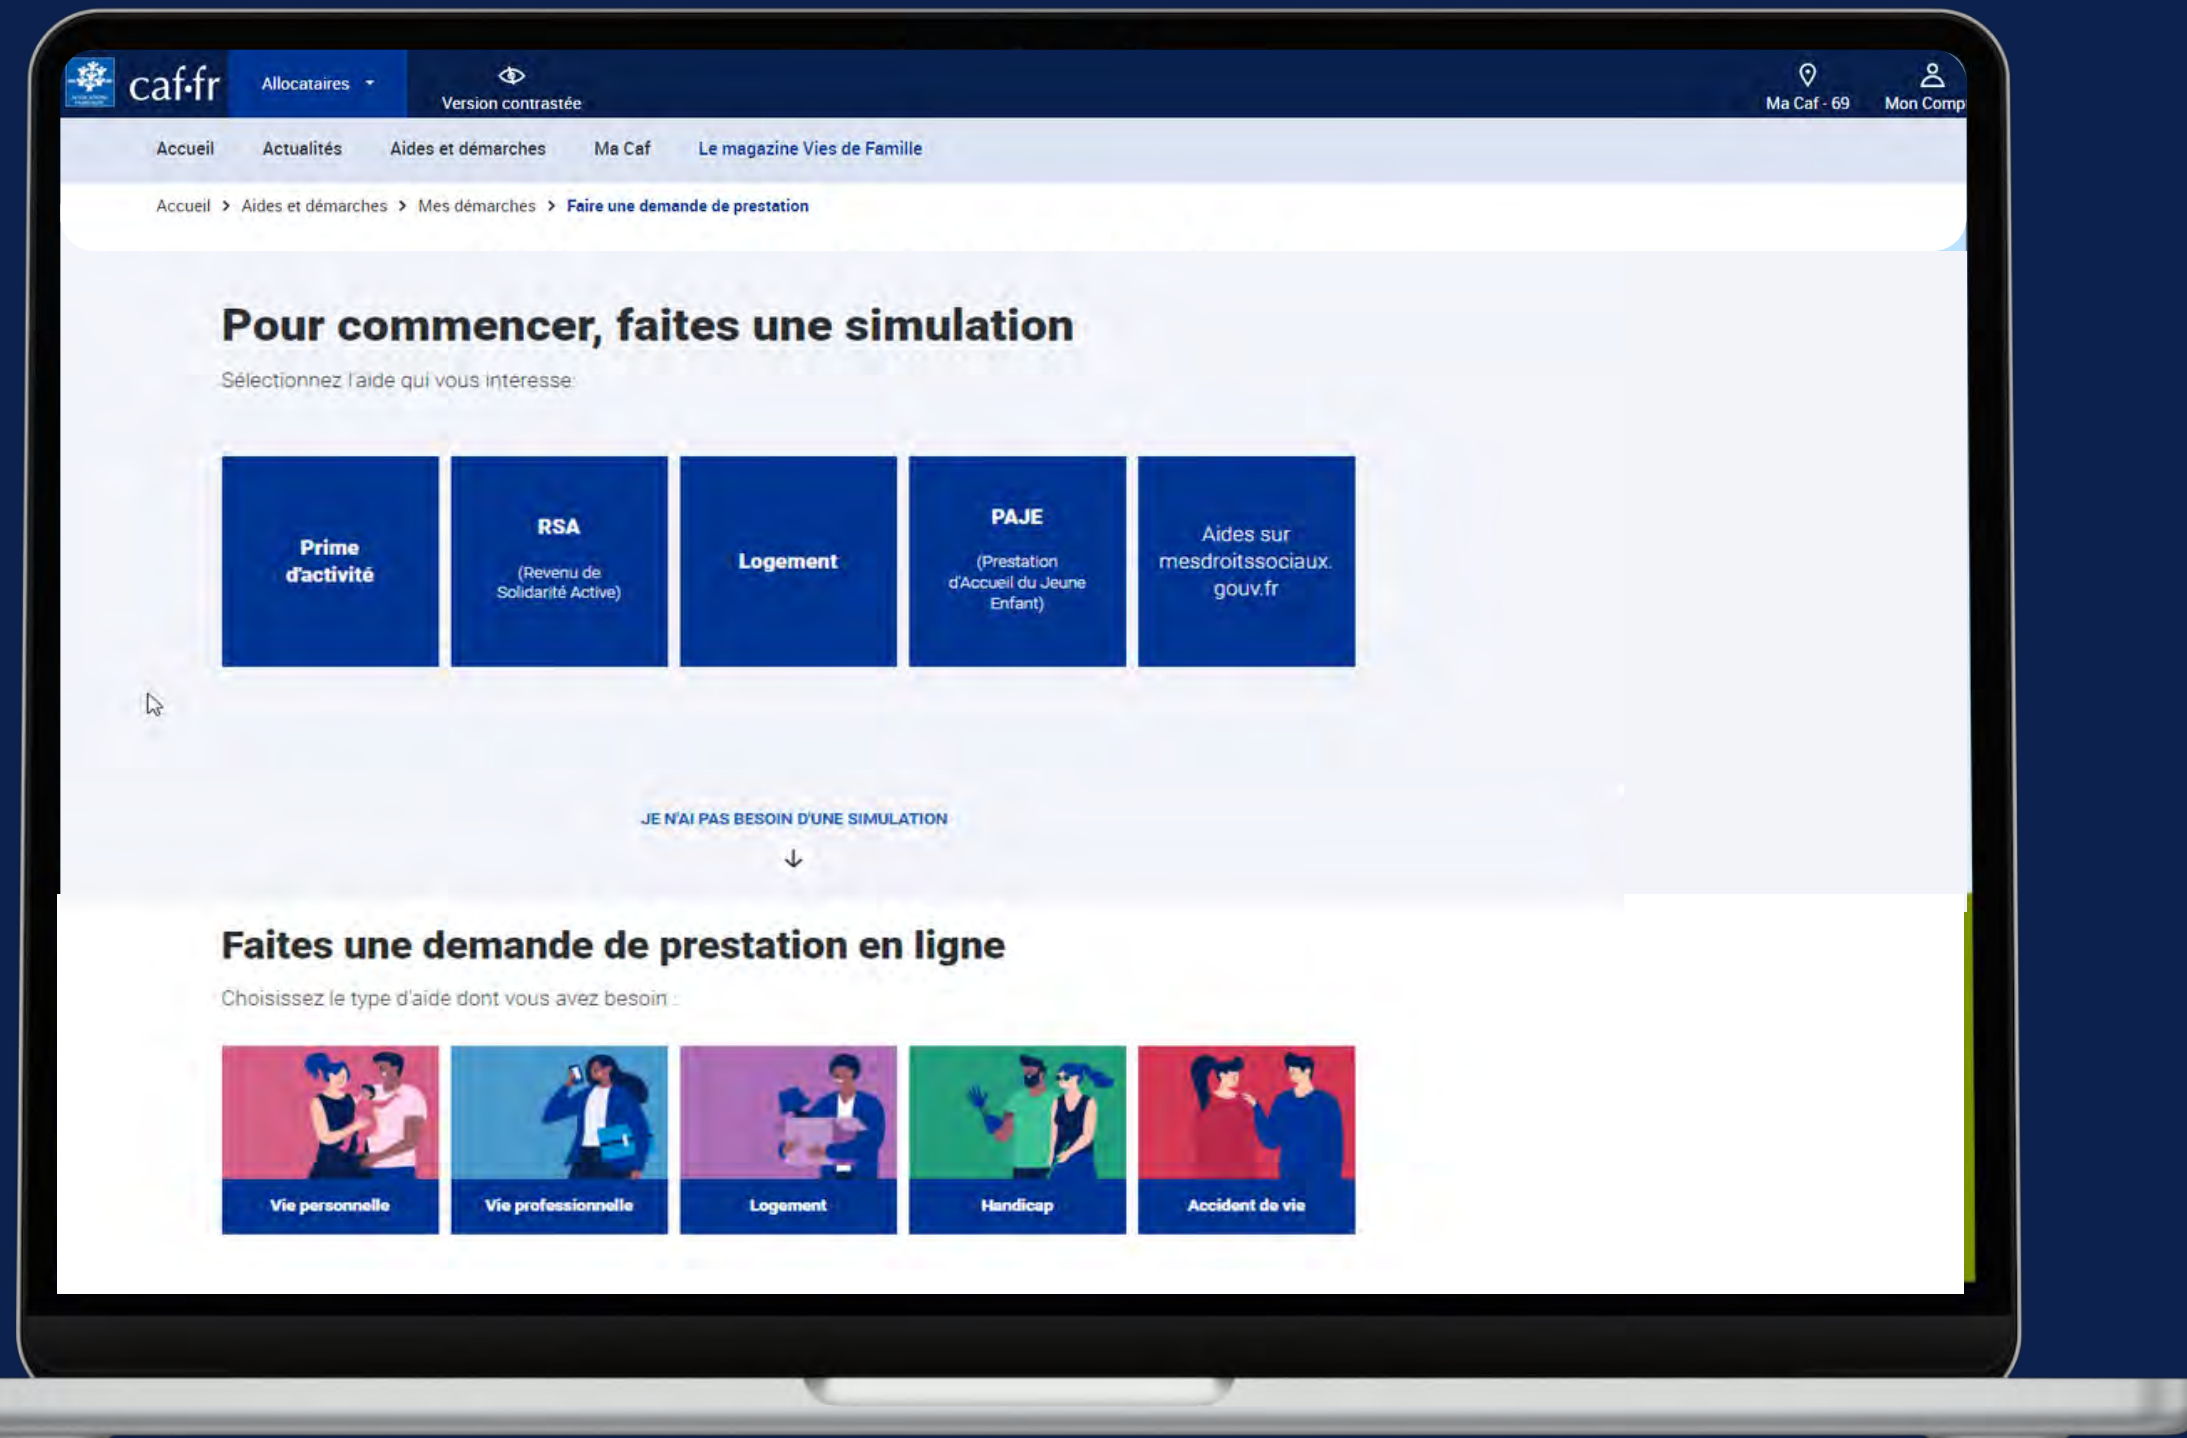 caf·fr
Allocataires
Version contrastée
Ma Caf - 69
Mon Comp
Accueil
Actualités
Aides et démarches
Ma Caf
Le magazine Vies de Famille
Accueil > Aides et démarches > Mes démarches > Faire une demande de prestation
Pour commencer, faites une simulation
Sélectionnez l'aide qui vous interesse:
Prime
d'activité
RSA
(Revenu de
Solidarité Active)
Logement
PAJE
(Prestation
d'Accueil du Jeune
Enfant)
Aides sur
mesdroitssociaux.
gouv.fr
JE N'AI PAS BESOIN D'UNE SIMULATION
Faites une demande de prestation en ligne
Choisissez le type d'aide dont vous avez besoin :
Vie personnelle
Vie professionnelle
Logement
Handicap
Accident de vie